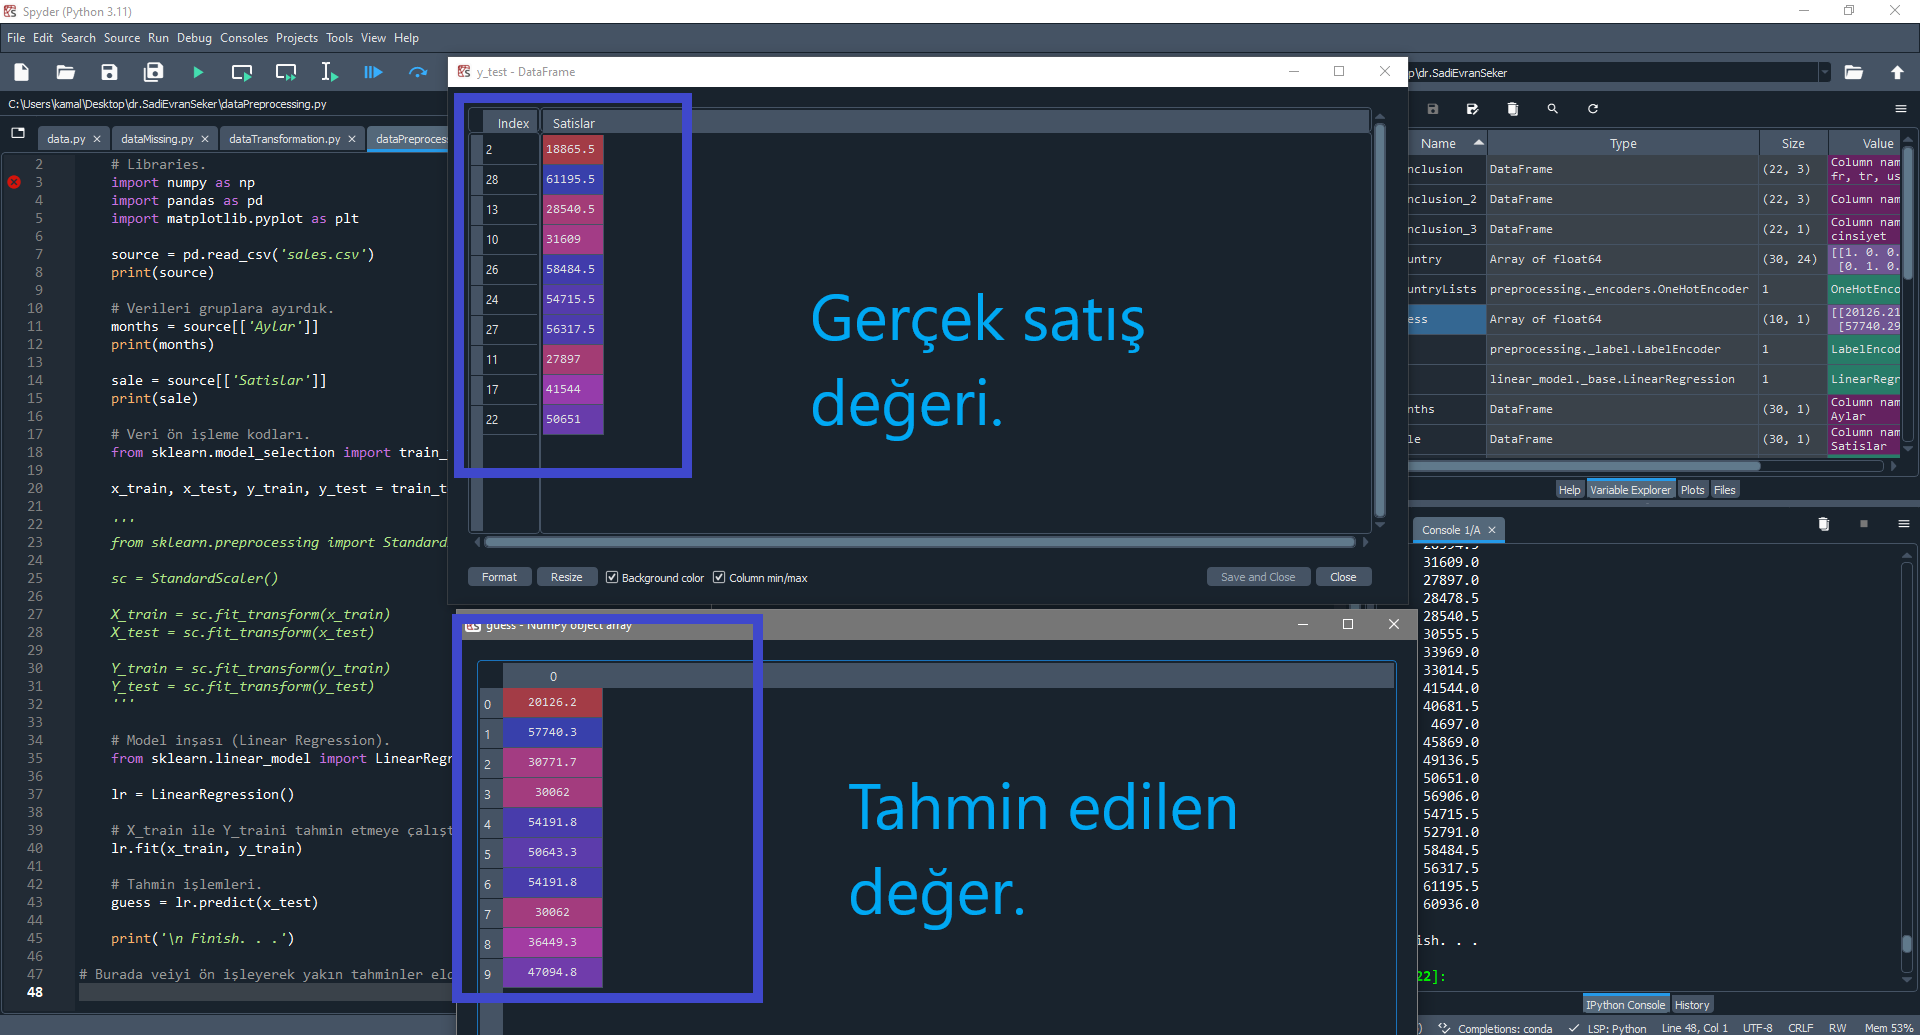 Spyder (Python 3.11)
File Edit Search Source Run Debug Consoles Projects Tools View Help
C:\Users\kamal\Desktop\dr.SadiEvranSeker\dataPreprocessing.py
data.py
dataMissing.py
dataTransformation.py
2 # Libraries.
3 import numpy as np
4 import pandas as pd
5 import matplotlib.pyplot as plt
6
7 source = pd.read_csv('sales.csv')
8 print(source)
9
10 # Verileri gruplara ayırdık.
11 months = source[['Aylar']]
12 print(months)
13
14 sale = source[['Satislar']]
15 print(sale)
16
17 # Veri ön işleme kodları.
18 from sklearn.model_selection import train_
19
20 x_train, x_test, y_train, y_test = train_t
21
22 '''
23 from sklearn.preprocessing import Standard
24
25 sc = StandardScaler()
26
27 X_train = sc.fit_transform(x_train)
28 X_test = sc.fit_transform(x_test)
29
30 Y_train = sc.fit_transform(y_train)
31 Y_test = sc.fit_transform(y_test)
32 '''
33
34 # Model inşası (Linear Regression).
35 from sklearn.linear_model import LinearRegr
36
37 lr = LinearRegression()
38
39 # X_train ile Y_traini tahmin etmeye çalışt
40 lr.fit(x_train, y_train)
41
42 # Tahmin işlemleri.
43 guess = lr.predict(x_test)
44
45 print('\n Finish. . .')
46
47 # Burada veiyi ön işleyerek yakın tahminler eld
48
y_test - DataFrame
Index Satislar
2 18865.5
28 61195.5
13 28540.5
10 31609
26 58484.5
24 54715.5
27 56317.5
11 27897
17 41544
22 50651
Gerçek satış
değeri.
Format Resize Background color Column min/max Save and Close Close
guess - NumPy object array
0
0 20126.2
1 57740.3
2 30771.7
3 30062
4 54191.8
5 50643.3
6 54191.8
7 30062
8 36449.3
9 47094.8
Tahmin edilen
değer.
p\dr.SadiEvranSeker
Name Type Size Value
nclusion DataFrame (22, 3) Column nam
fr, tr, us
nclusion_2 DataFrame (22, 3) Column nam
nclusion_3 DataFrame (22, 1) Column nam
cinsiyet
untry Array of float64 (30, 24) [[1. 0. 0.
[0. 1. 0.
untryLists preprocessing._encoders.OneHotEncoder 1 OneHotEnco
ess Array of float64 (10, 1) [[20126.21
[57740.29
preprocessing._label.LabelEncoder 1 LabelEncod
linear_model._base.LinearRegression 1 LinearRegr
nths DataFrame (30, 1) Column nam
Aylar
le DataFrame (30, 1) Column nam
Satislar
Help Variable Explorer Plots Files
Console 1/A
31609.0
27897.0
28478.5
28540.5
30555.5
33969.0
33014.5
41544.0
40681.5
4697.0
45869.0
49136.5
50651.0
56906.0
54715.5
52791.0
58484.5
56317.5
61195.5
60936.0
ish. . .
22]:
IPython Console History
Completions: conda LSP: Python Line 48, Col 1 UTF-8 CRLF RW Mem 53%